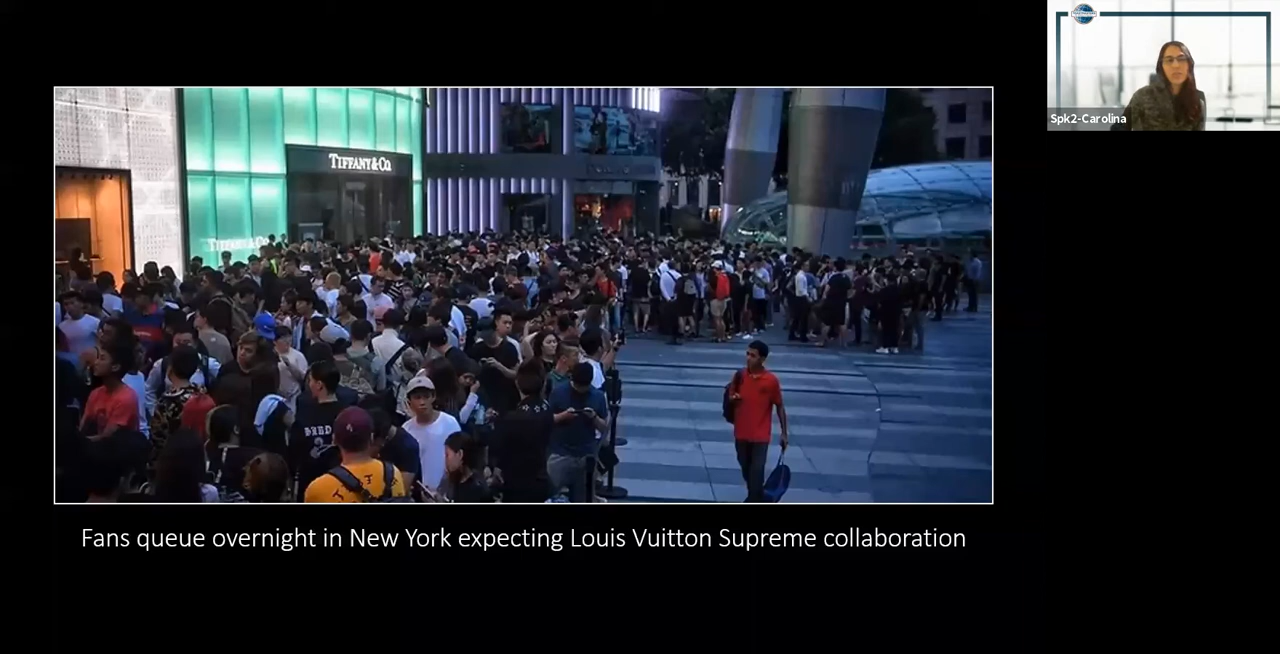 TIFFANY&CO.
TIFFANY&CO.
Spk2-Carolina
Fans queue overnight in New York expecting Louis Vuitton Supreme collaboration